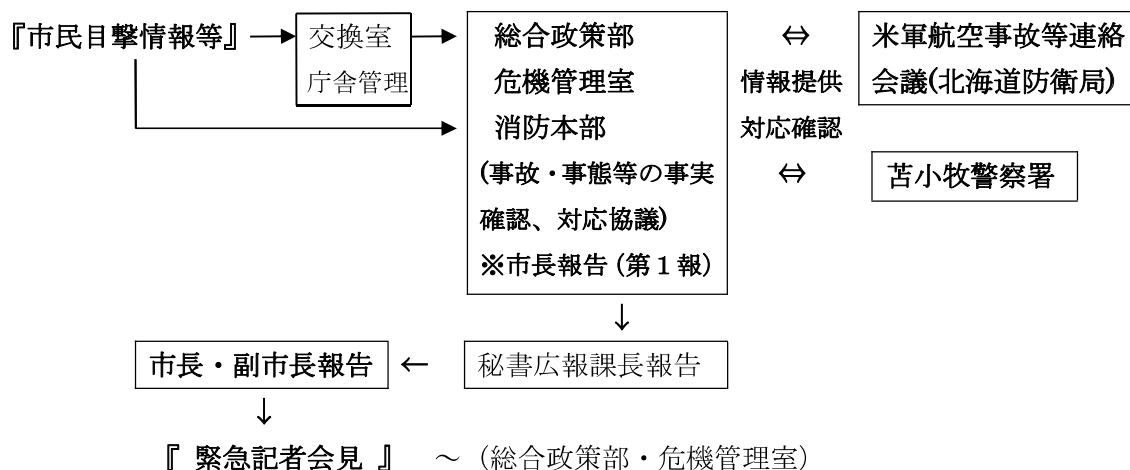 『市民目撃情報等』
交換室
庁舎管理
総合政策部
危機管理室
消防本部
(事故・事態等の事実
確認、対応協議)
※市長報告(第1報)
⇔
情報提供
対応確認
⇔
米軍航空事故等連絡
会議(北海道防衛局)
苫小牧警察署
↓
市長・副市長報告 ← 秘書広報課長報告
↓
『 緊急記者会見 』 ～ (総合政策部・危機管理室)